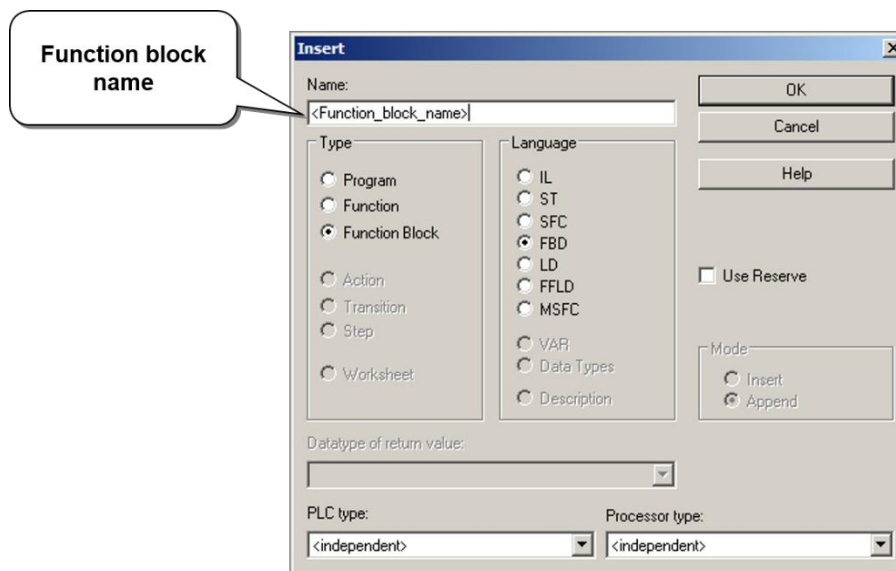 Function block
name
Insert
Name:
<Function_block_name>
OK
Cancel
Help
Type
Program
Function
Function Block
Action
Transition
Step
Worksheet
Language
IL
ST
SFC
FBD
LD
FFLD
MSFC
VAR
Data Types
Description
Use Reserve
Mode
Insert
Append
Datatype of return value:
PLC type:
<independent>
Processor type:
<independent>